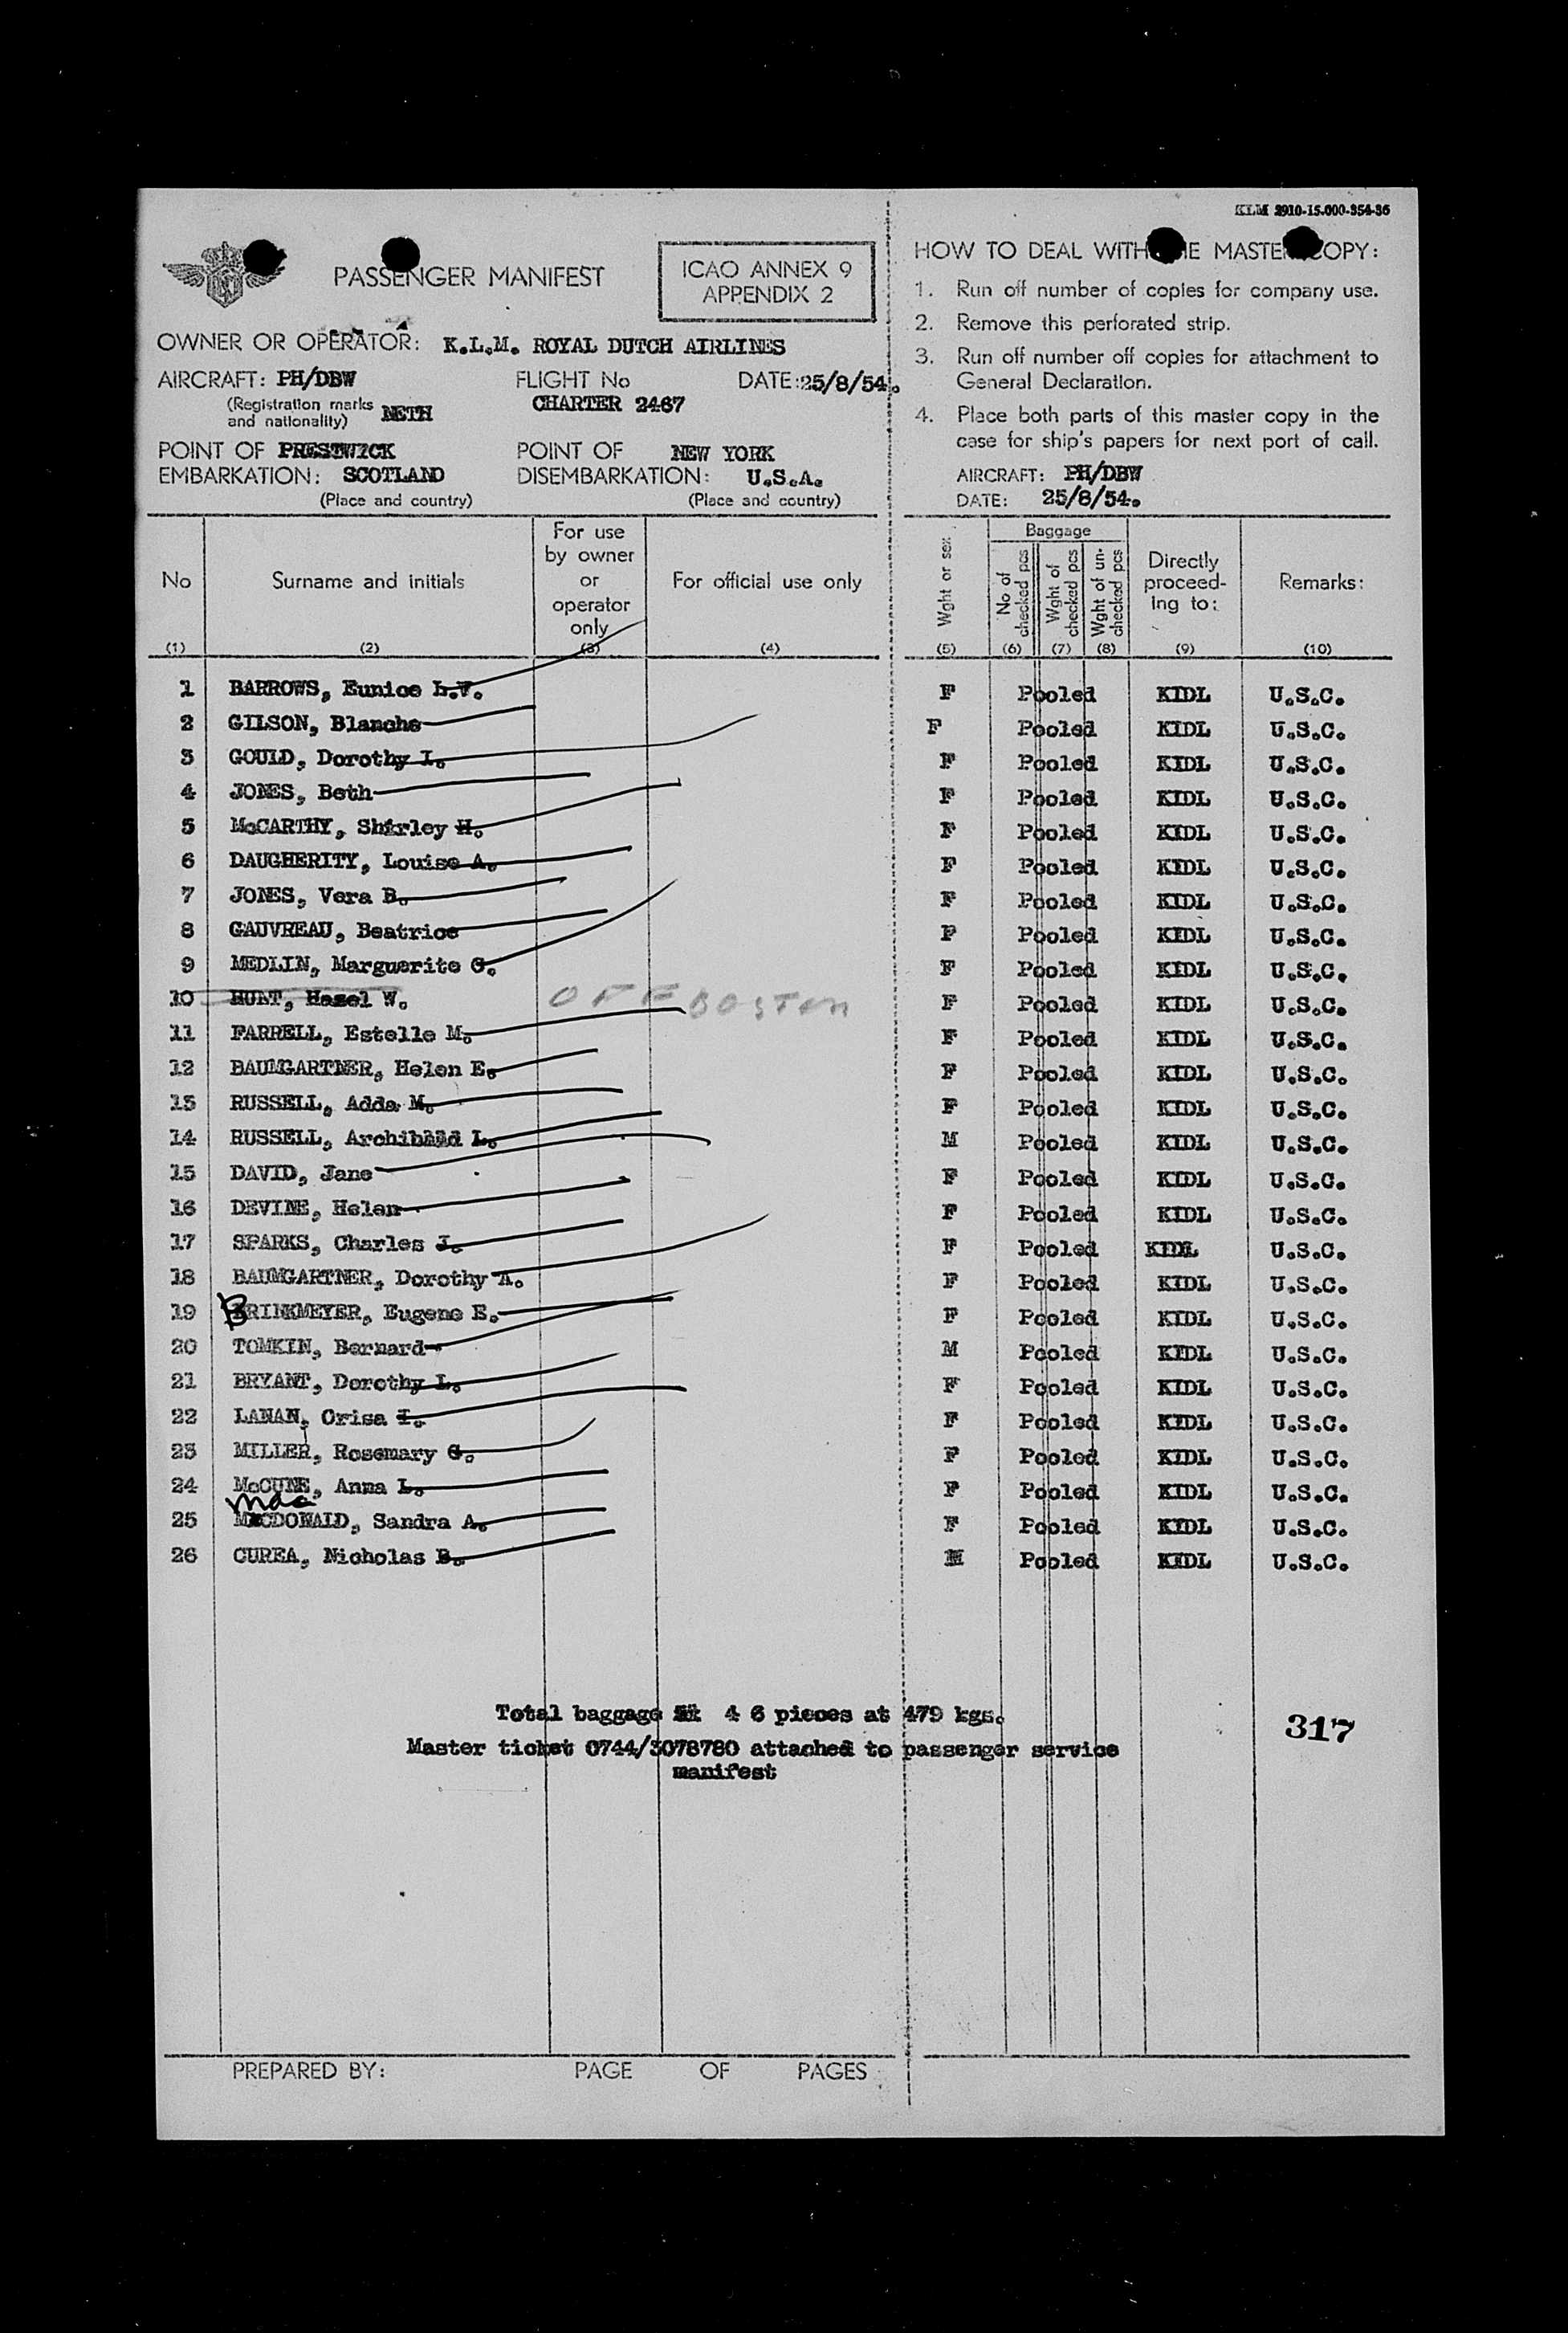 KLM 2910-15.000-354-36
PASSENGER MANIFEST
ICAO ANNEX 9
APPENDIX 2
OWNER OR OPERATOR: K.L.M. ROYAL DUTCH AIRLINES
AIRCRAFT: PH/DBW FLIGHT No DATE: 25/8/54.
(Registration marks and nationality) NETH CHARTER 2467
POINT OF PRESTWICK POINT OF NEW YORK
EMBARKATION: SCOTLAND DISEMBARKATION: U.S.A.
(Place and country) (Place and country)
HOW TO DEAL WITH THE MASTER COPY:
1. Run off number of copies for company use.
2. Remove this perforated strip.
3. Run off number off copies for attachment to
General Declaration.
4. Place both parts of this master copy in the
case for ship's papers for next port of call.
AIRCRAFT: PH/DBW
DATE: 25/8/54.
No Surname and initials For use by owner or operator only For official use only Wght or sex Baggage No of checked pcs Wght of checked pcs Wght of un-checked pcs Directly proceed-ing to: Remarks:
(1) (2) (3) (4) (5) (6) (7) (8) (9) (10)
1 BARROWS, Eunice L.V. F Pooled KIDL U.S.C.
2 GILSON, Blanche F Pooled KIDL U.S.C.
3 GOULD, Dorothy I. F Pooled KIDL U.S.C.
4 JONES, Beth F Pooled KIDL U.S.C.
5 McCARTHY, Shirley H. F Pooled KIDL U.S.C.
6 DAUGHERITY, Louise A. F Pooled KIDL U.S.C.
7 JONES, Vera B. F Pooled KIDL U.S.C.
8 GAUVREAU, Beatrice F Pooled KIDL U.S.C.
9 MEDLIN, Marguerite G. F Pooled KIDL U.S.C.
10 HUNT, Hazel W. OFF BOSTON F Pooled KIDL U.S.C.
11 FARRELL, Estelle M. F Pooled KIDL U.S.C.
12 BAUMGARTNER, Helen E. F Pooled KIDL U.S.C.
13 RUSSELL, Adda M. F Pooled KIDL U.S.C.
14 RUSSELL, Archibald L. M Pooled KIDL U.S.C.
15 DAVID, Jane F Pooled KIDL U.S.C.
16 DEVINE, Helen F Pooled KIDL U.S.C.
17 SPARKS, Charles J. F Pooled KIDL U.S.C.
18 BAUMGARTNER, Dorothy A. F Pooled KIDL U.S.C.
19 BRINKMEYER, Eugene E. F Pooled KIDL U.S.C.
20 TOMKIN, Bernard M Pooled KIDL U.S.C.
21 BRYANT, Dorothy L. F Pooled KIDL U.S.C.
22 LANAN, Crisa I. F Pooled KIDL U.S.C.
23 MILLER, Rosemary G. F Pooled KIDL U.S.C.
24 McCUNE, Anna L. F Pooled KIDL U.S.C.
mac
25 MacDONALD, Sandra A. F Pooled KIDL U.S.C.
26 CUREA, Nicholas B. M Pooled KIDL U.S.C.
Total baggage 4 6 pieces at 479 kgs.
317
Master ticket 0744/3078780 attached to passenger service
manifest
PREPARED BY: PAGE OF PAGES